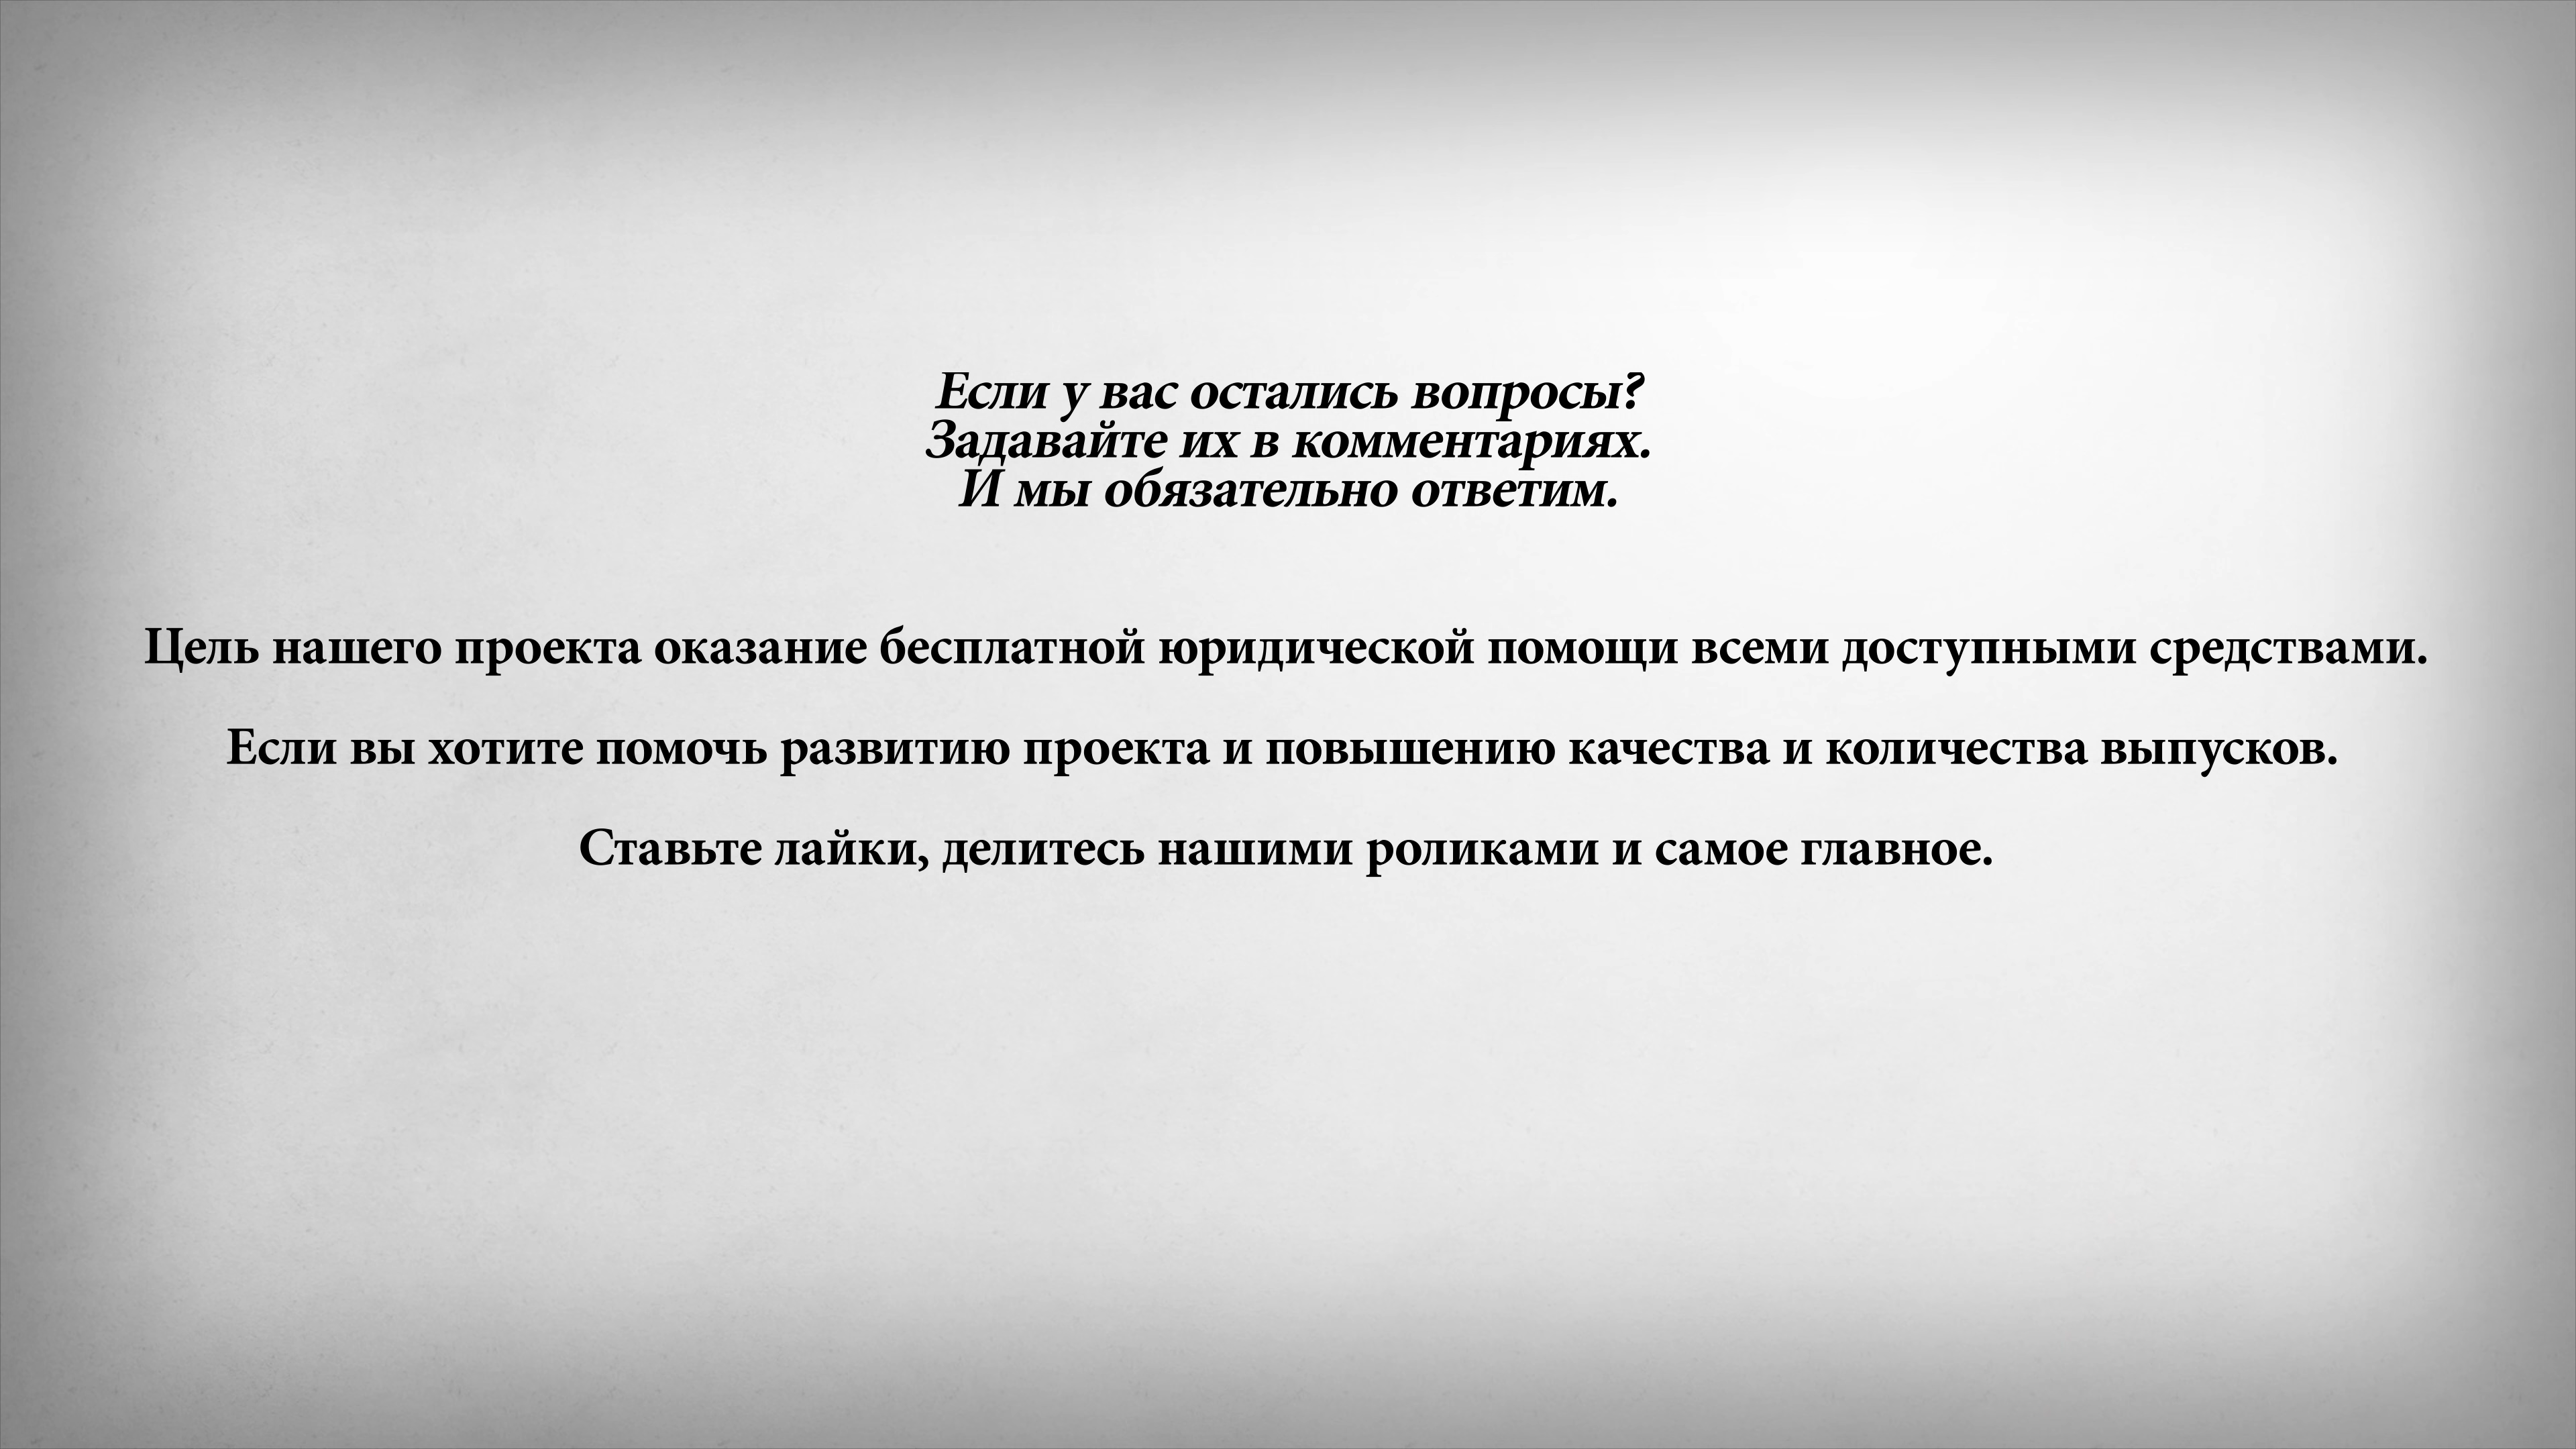 Если у вас остались вопросы?
Задавайте их в комментариях.
И мы обязательно ответим.
Цель нашего проекта оказание бесплатной юридической помощи всеми доступными средствами.
Если вы хотите помочь развитию проекта и повышению качества и количества выпусков.
Ставьте лайки, делитесь нашими роликами и самое главное.